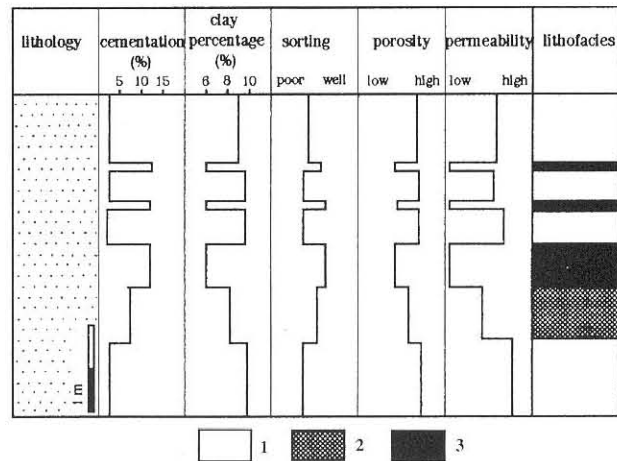 lithology
cementation
(%)
5 10 15
clay
percentage
(%)
6 8 10
sorting
poor well
porosity
low high
permeability
low high
lithofacies
1 m
1 2 3